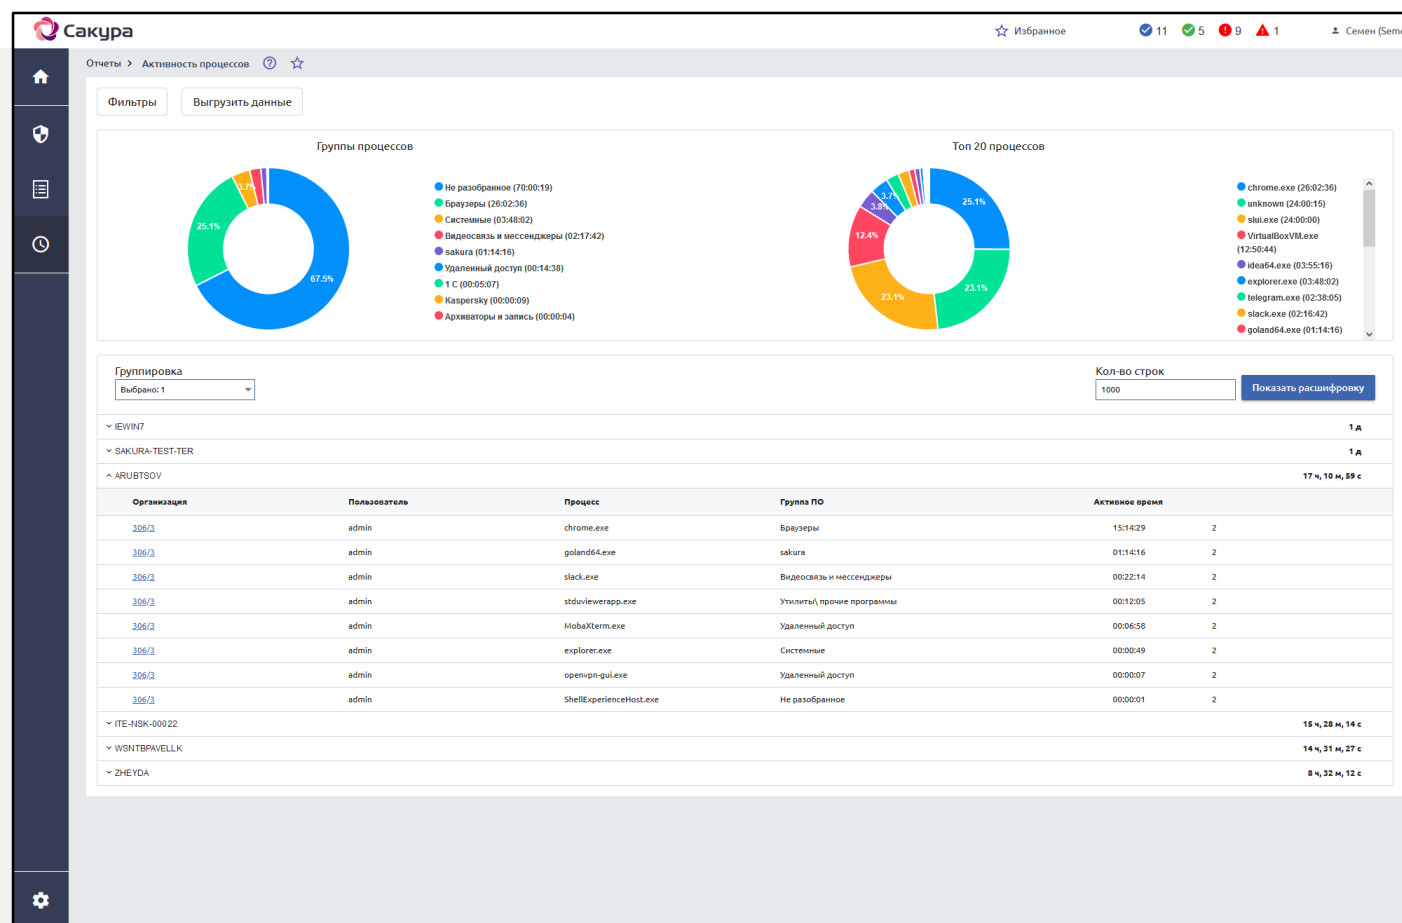 Сакура
Избранное
11
5
9
1
Семен (Seme
Отчеты > Активность процессов
Фильтры
Выгрузить данные
Группы процессов
67.5%
25.1%
3.7%
Не разобранное (70:00:19)
Браузеры (26:02:36)
Системные (03:48:02)
Видеосвязь и мессенджеры (02:17:42)
sakura (01:14:16)
Удаленный доступ (00:14:38)
1 С (00:05:07)
Kaspersky (00:00:09)
Архиваторы и запись (00:00:04)
Топ 20 процессов
25.1%
23.1%
23.1%
12.4%
3.8%
3.7%
chrome.exe (26:02:36)
unknown (24:00:15)
slui.exe (24:00:00)
VirtualBoxVM.exe
(12:50:44)
idea64.exe (03:55:16)
explorer.exe (03:48:02)
telegram.exe (02:38:05)
slack.exe (02:16:42)
goland64.exe (01:14:16)
Группировка
Выбрано: 1
Кол-во строк
1000
Показать расшифровку
IEWIN7 1 д
SAKURA-TEST-TER 1 д
ARUBTSOV 17 ч, 10 м, 59 с
Организация Пользователь Процесс Группа ПО Активное время
306/3 admin chrome.exe Браузеры 15:14:29 2
306/3 admin goland64.exe sakura 01:14:16 2
306/3 admin slack.exe Видеосвязь и мессенджеры 00:22:14 2
306/3 admin stduviewerapp.exe Утилиты\ прочие программы 00:12:05 2
306/3 admin MobaXterm.exe Удаленный доступ 00:06:58 2
306/3 admin explorer.exe Системные 00:00:49 2
306/3 admin openvpn-gui.exe Удаленный доступ 00:00:07 2
306/3 admin ShellExperienceHost.exe Не разобранное 00:00:01 2
ITE-NSK-00022 15 ч, 28 м, 14 с
WSNTBPAVELLK 14 ч, 31 м, 27 с
ZHEYDA 8 ч, 32 м, 12 с